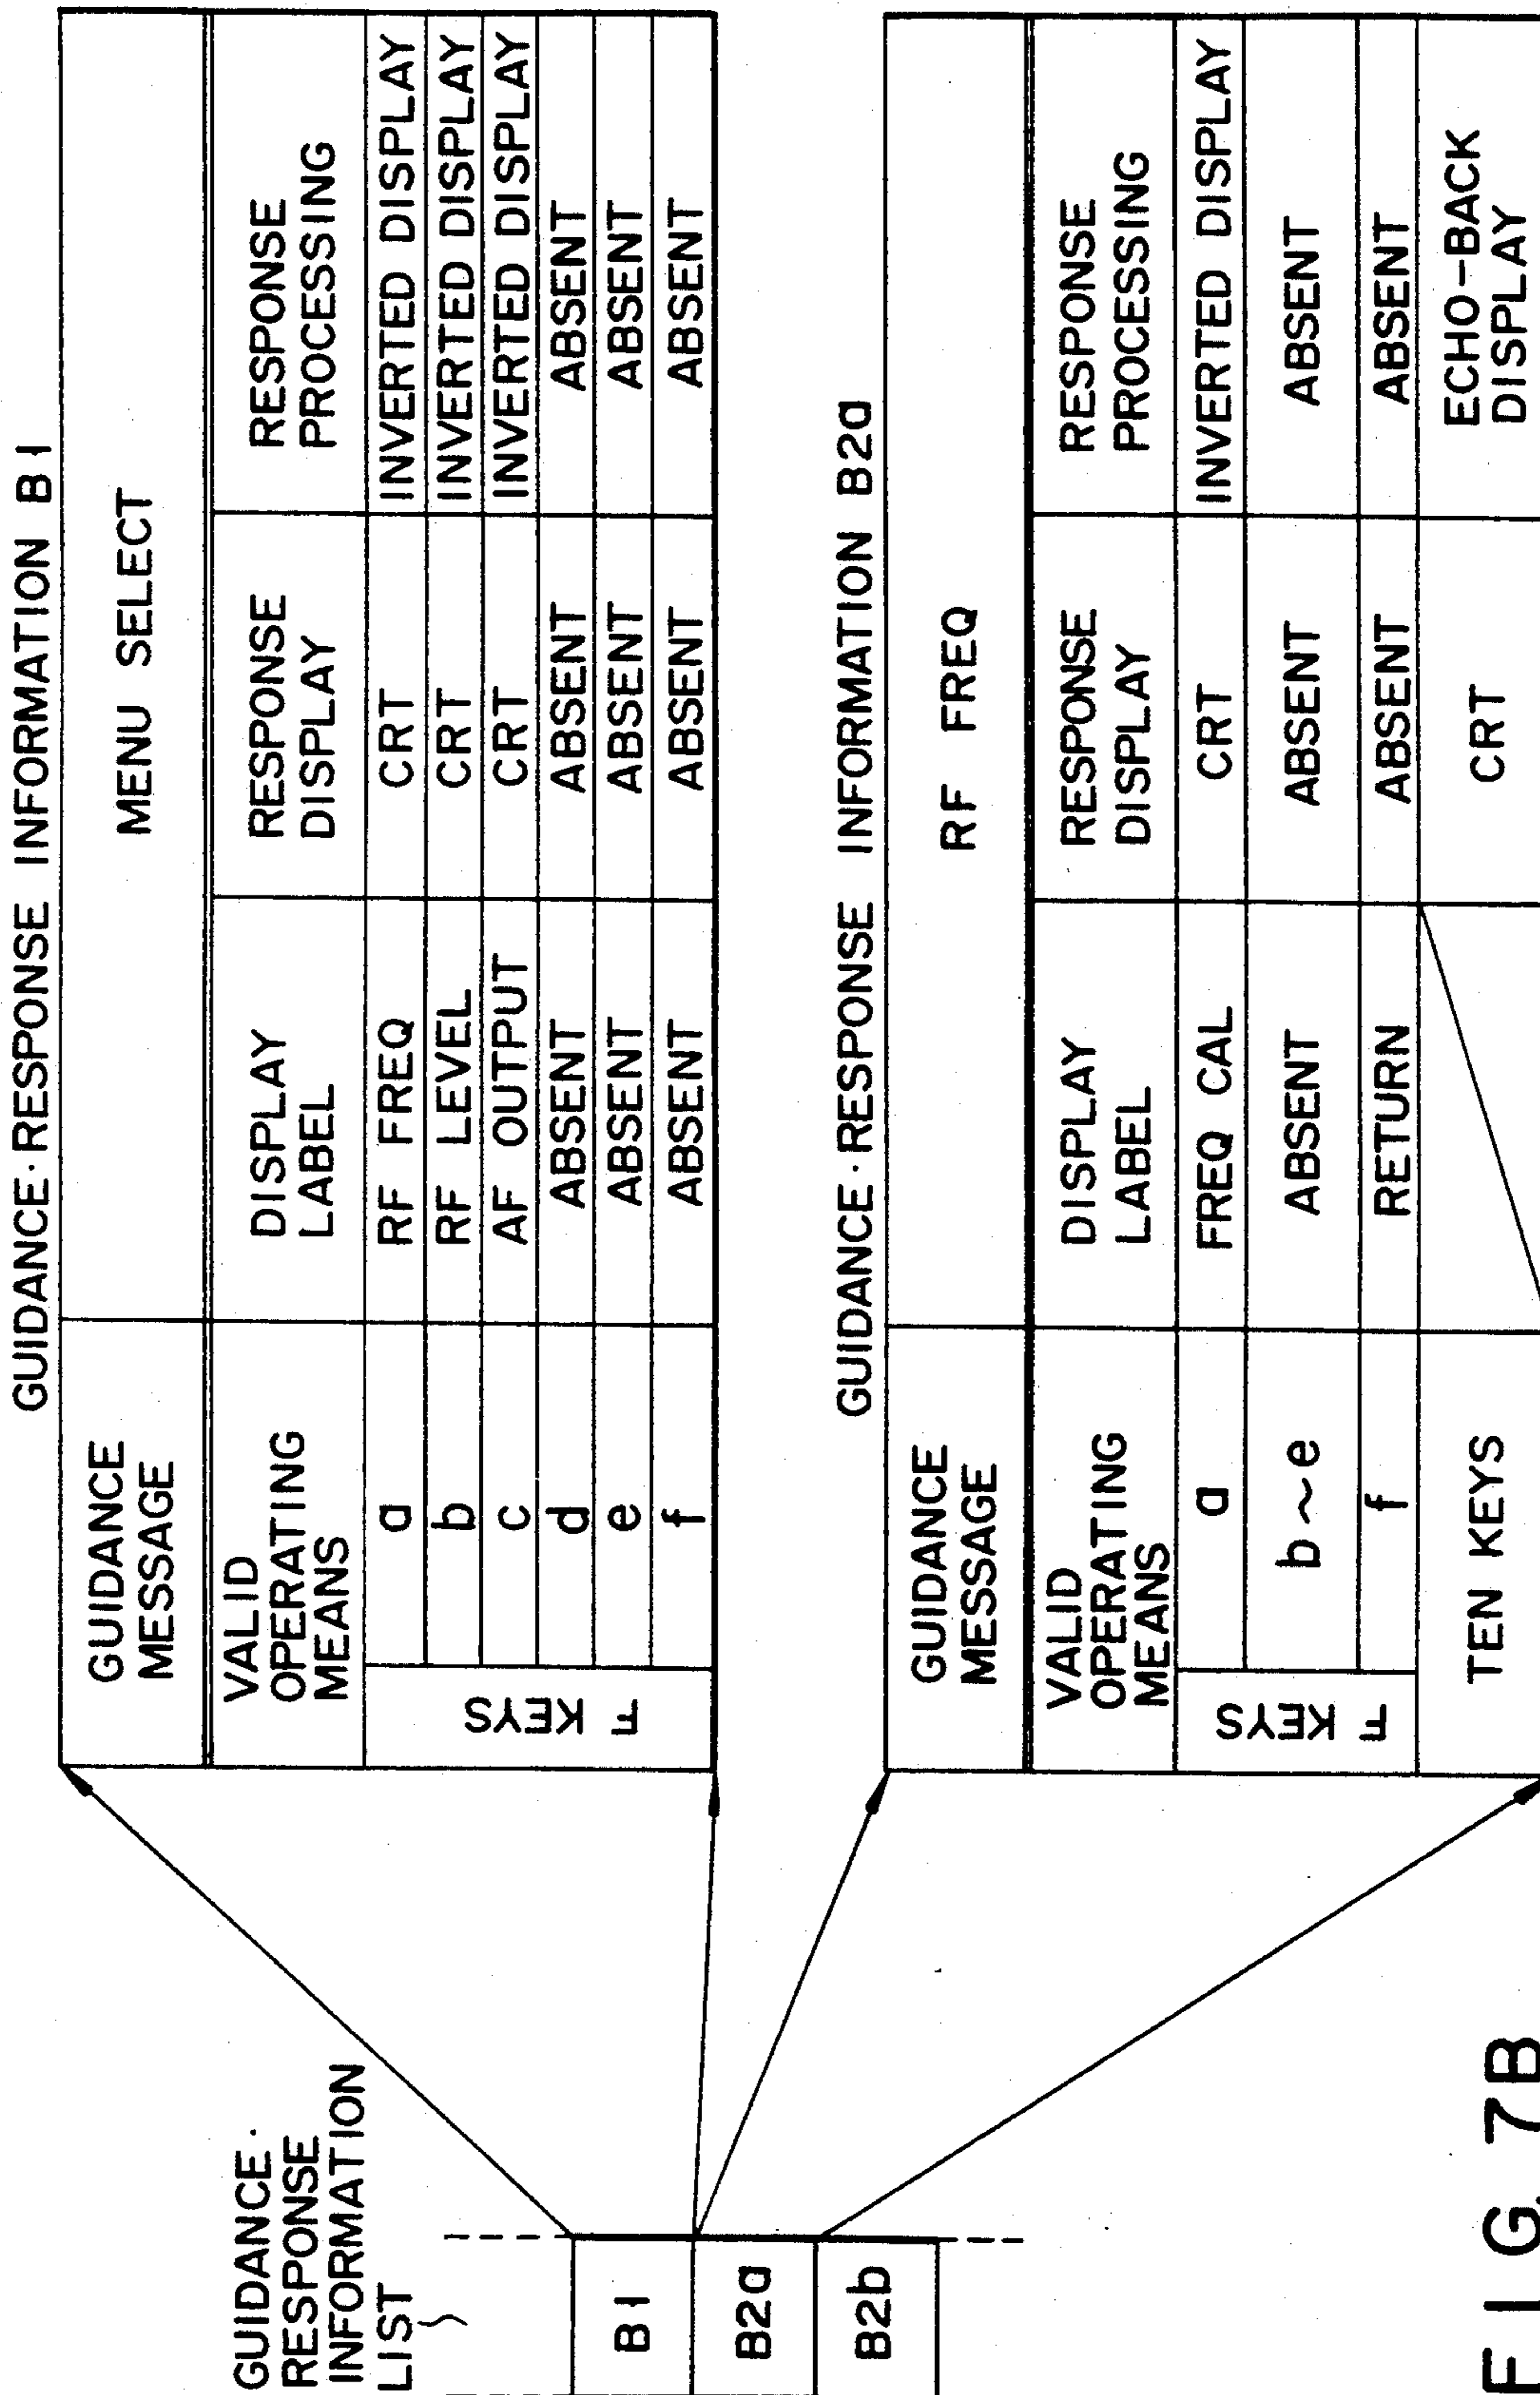 GUIDANCE·RESPONSE INFORMATION LIST
B1
B2a
B2b
GUIDANCE·RESPONSE INFORMATION B1
GUIDANCE MESSAGE
MENU SELECT
VALID OPERATING MEANS
DISPLAY LABEL
RESPONSE DISPLAY
RESPONSE PROCESSING
F KEYS
a RF FREQ CRT INVERTED DISPLAY
b RF LEVEL CRT INVERTED DISPLAY
c AF OUTPUT CRT INVERTED DISPLAY
d ABSENT ABSENT ABSENT
e ABSENT ABSENT ABSENT
f ABSENT ABSENT ABSENT
GUIDANCE·RESPONSE INFORMATION B2a
GUIDANCE MESSAGE
RF FREQ
VALID OPERATING MEANS
DISPLAY LABEL
RESPONSE DISPLAY
RESPONSE PROCESSING
F KEYS
a FREQ CAL CRT INVERTED DISPLAY
b~e ABSENT ABSENT ABSENT
f RETURN ABSENT ABSENT
TEN KEYS CRT ECHO-BACK DISPLAY
FIG. 7B